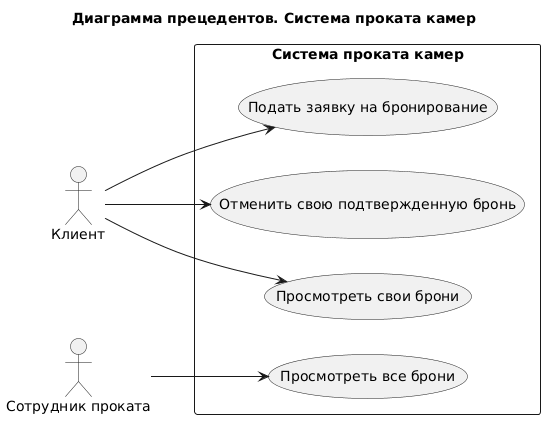 Диаграмма прецедентов. Система проката камер
Система проката камер
Подать заявку на бронирование
Отменить свою подтвержденную бронь
Клиент
Просмотреть свои брони
Просмотреть все брони
Сотрудник проката